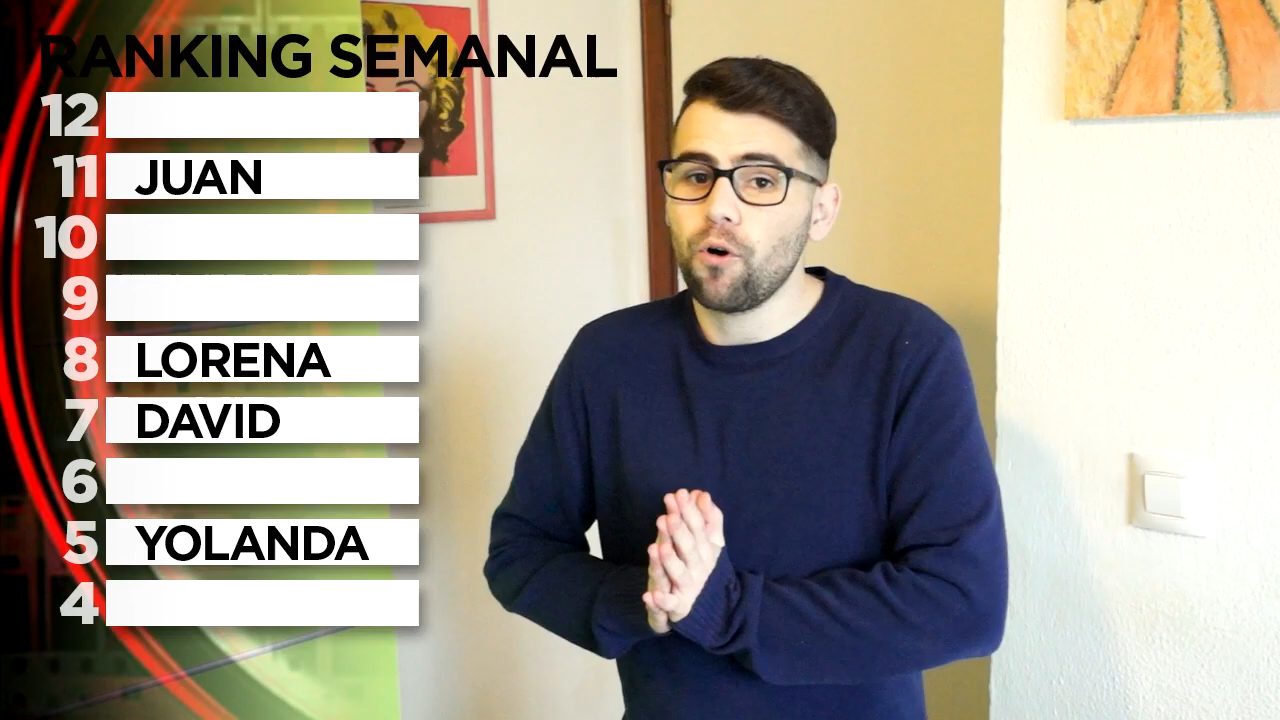 RANKING SEMANAL
12
11 JUAN
10
9
8 LORENA
7 DAVID
6
5 YOLANDA
4